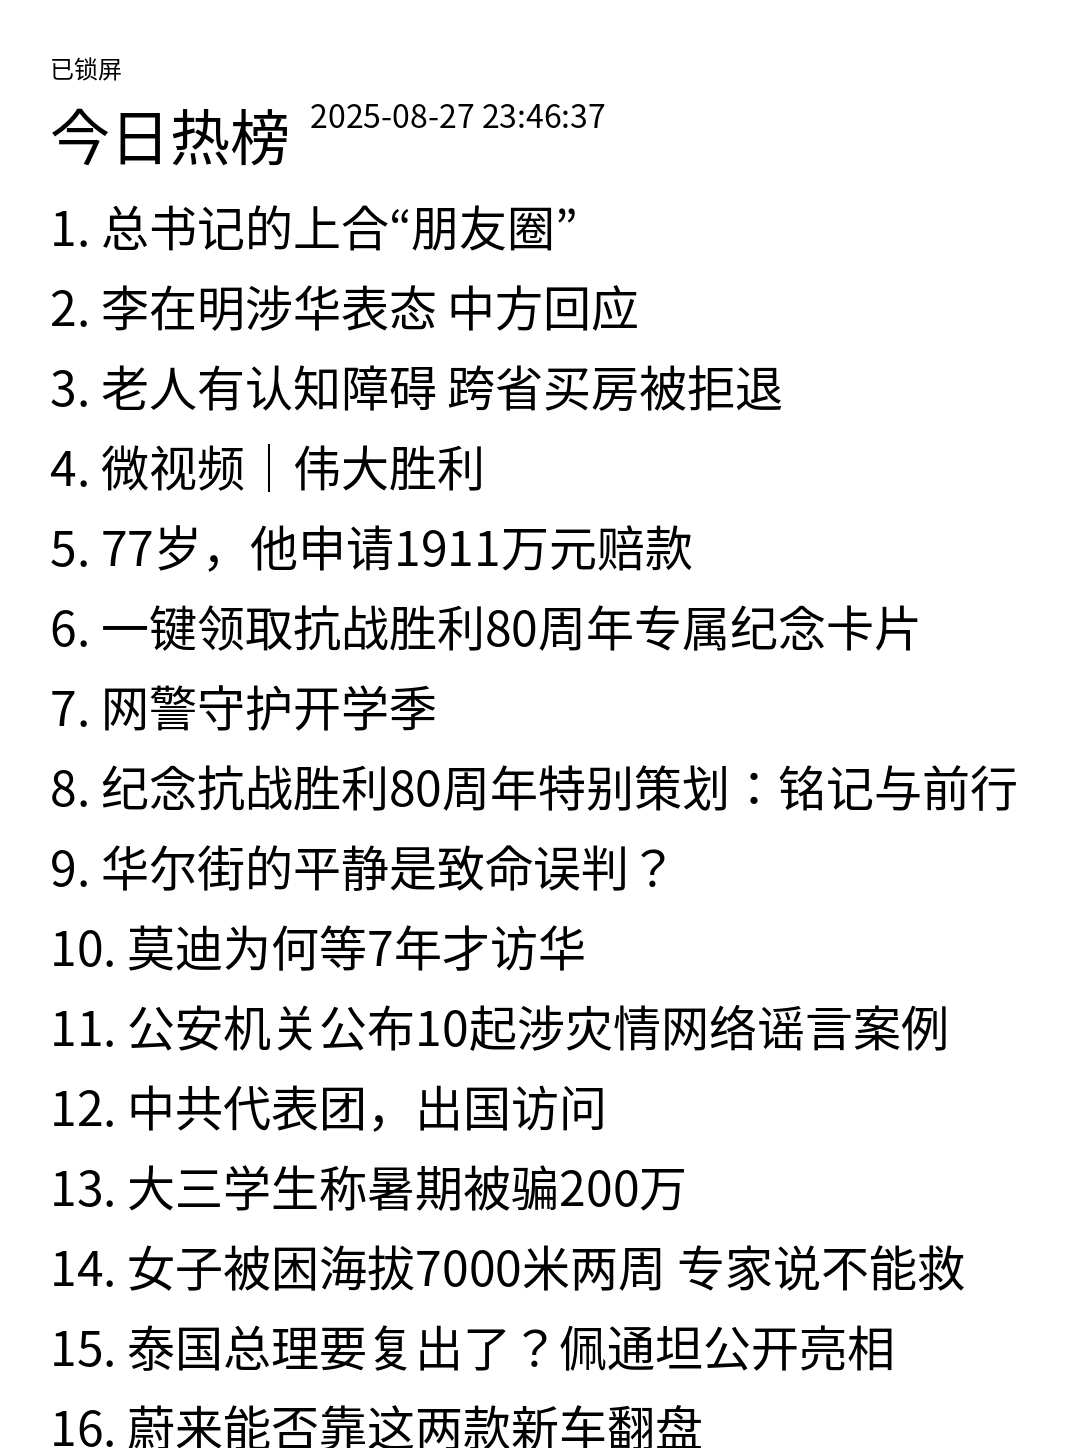 已锁屏
今日热榜 2025-08-27 23:46:37
1. 总书记的上合“朋友圈”
2. 李在明涉华表态 中方回应
3. 老人有认知障碍 跨省买房被拒退
4. 微视频｜伟大胜利
5. 77岁，他申请1911万元赔款
6. 一键领取抗战胜利80周年专属纪念卡片
7. 网警守护开学季
8. 纪念抗战胜利80周年特别策划：铭记与前行
9. 华尔街的平静是致命误判？
10. 莫迪为何等7年才访华
11. 公安机关公布10起涉灾情网络谣言案例
12. 中共代表团，出国访问
13. 大三学生称暑期被骗200万
14. 女子被困海拔7000米两周 专家说不能救
15. 泰国总理要复出了？佩通坦公开亮相
16. 蔚来能否靠这两款新车翻盘